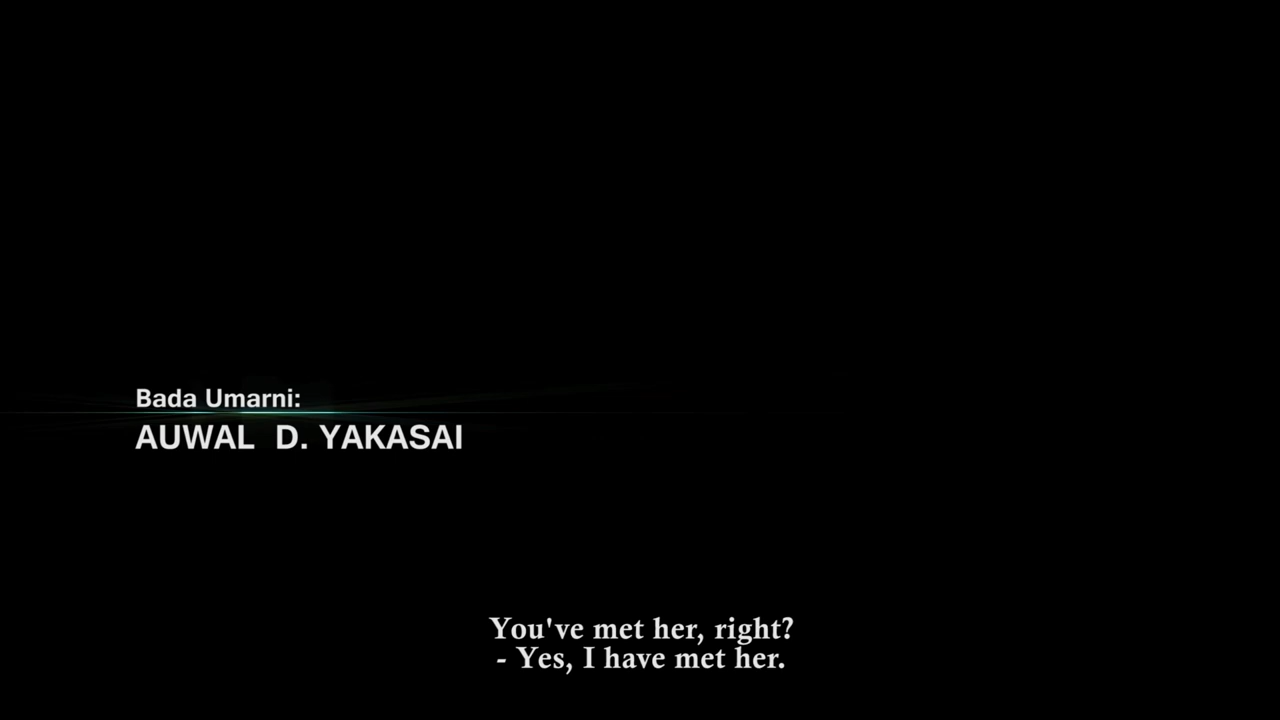 Bada Umarni:
AUWAL D. YAKASAI
You've met her, right?
- Yes, I have met her.